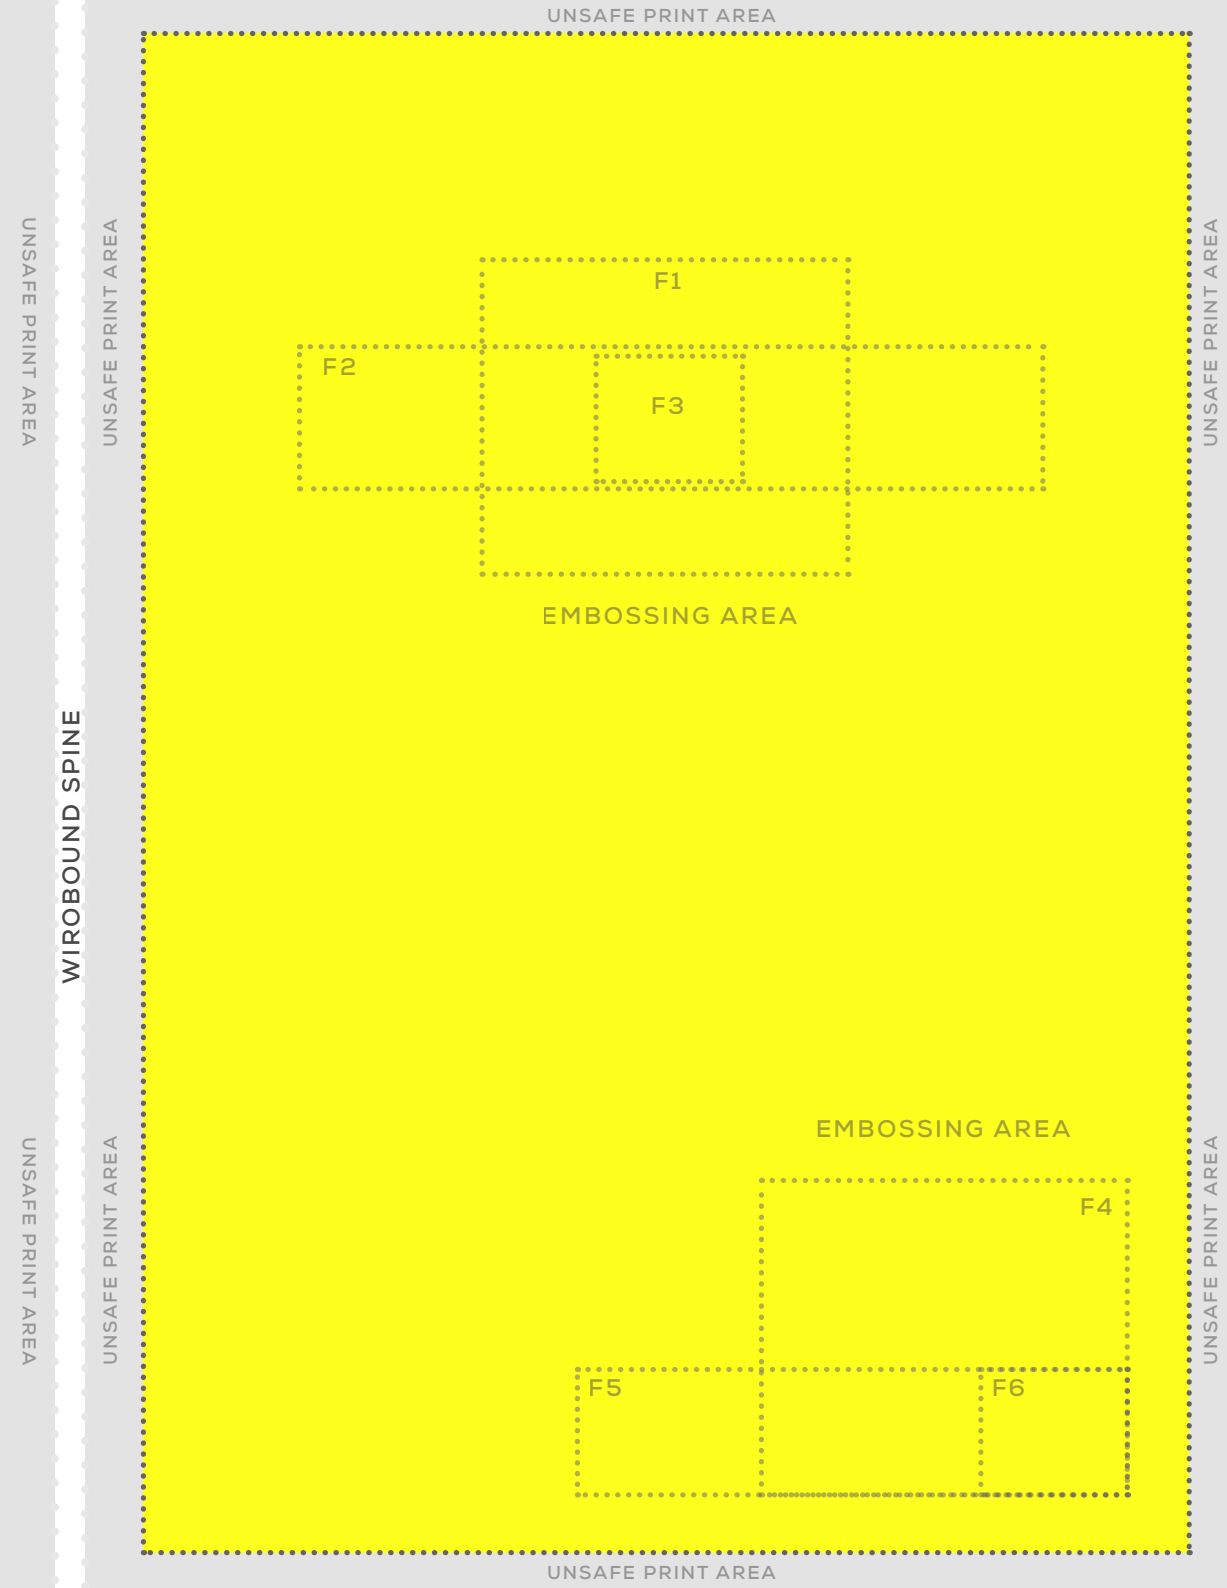 UNSAFE PRINT AREA
UNSAFE PRINT AREA
UNSAFE PRINT AREA
UNSAFE PRINT AREA
F1
F2
F3
EMBOSSING AREA
WIROBOUND SPINE
EMBOSSING AREA
UNSAFE PRINT AREA
UNSAFE PRINT AREA
UNSAFE PRINT AREA
F4
F5
F6
UNSAFE PRINT AREA